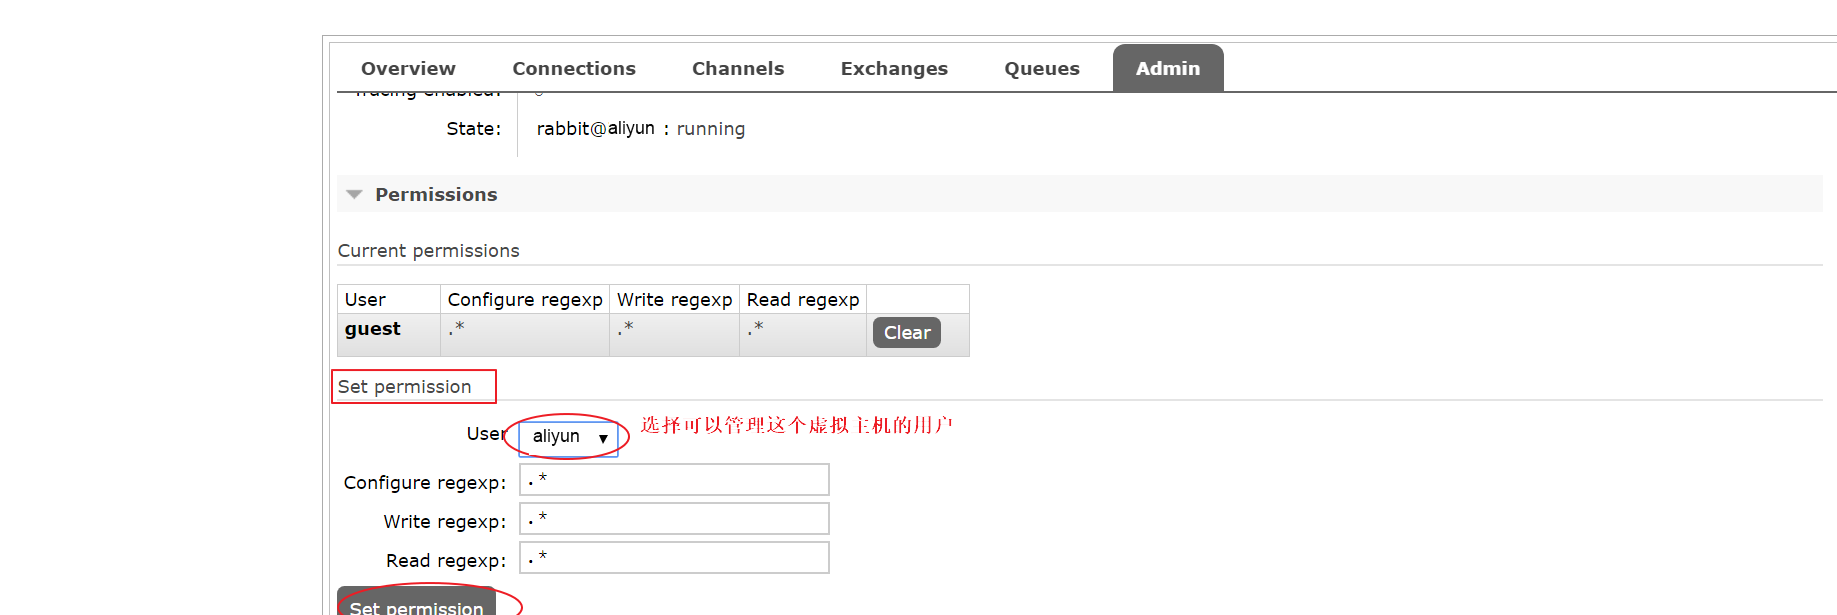 Overview Connections Channels Exchanges Queues Admin
Tracing enabled:
State: rabbit@aliyun : running
Permissions
Current permissions
User Configure regexp Write regexp Read regexp
guest .* .* .* Clear
Set permission
User aliyun 选择可以管理这个虚拟主机的用户
Configure regexp: .*
Write regexp: .*
Read regexp: .*
Set permission